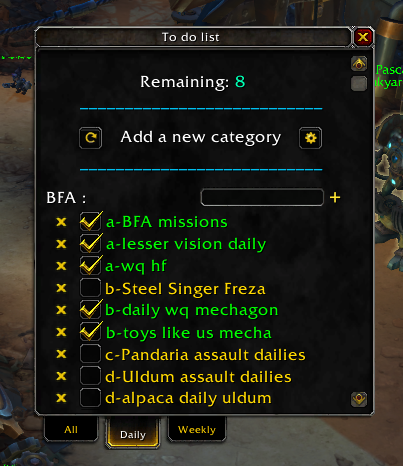 To do list
Remaining: 8
Add a new category
BFA :
a-BFA missions
a-lesser vision daily
a-wq hf
b-Steel Singer Freza
b-daily wq mechagon
b-toys like us mecha
c-Pandaria assault dailies
d-Uldum assault dailies
d-alpaca daily uldum
All
Daily
Weekly